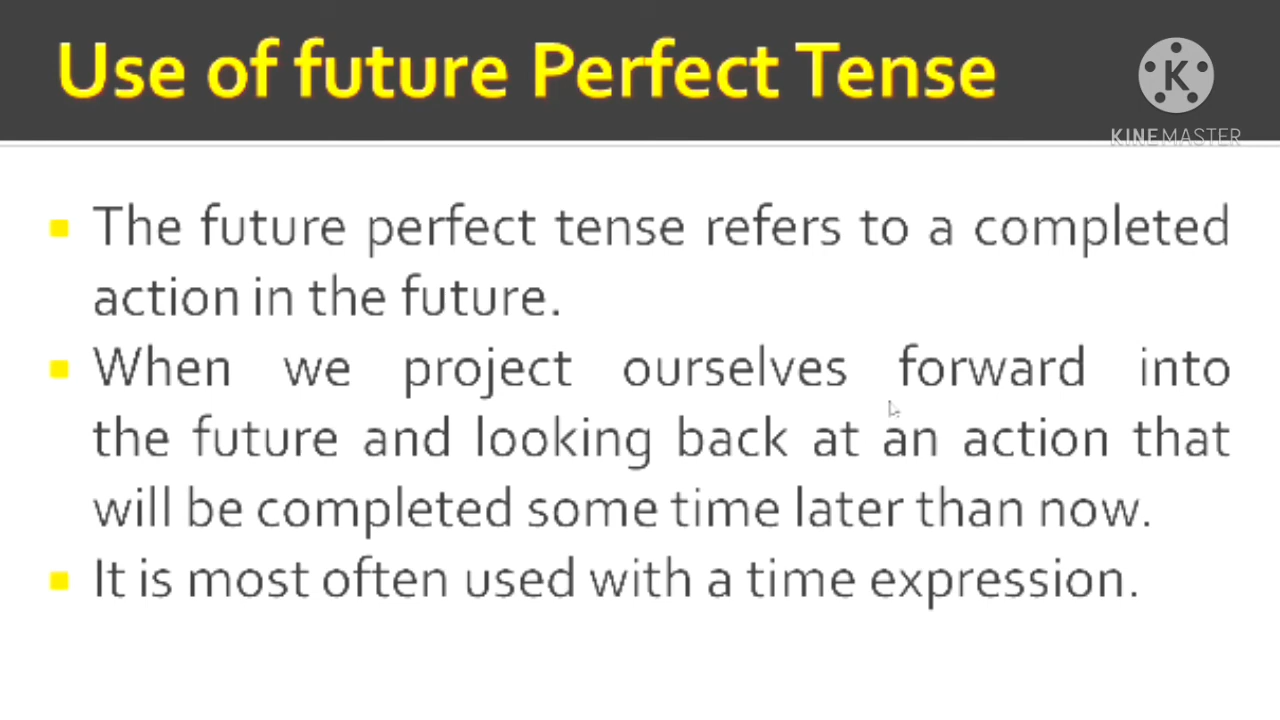 Use of future Perfect Tense
K
KINEMASTER
The future perfect tense refers to a completed
action in the future.
When we project ourselves forward into
the future and looking back at an action that
will be completed some time later than now.
It is most often used with a time expression.